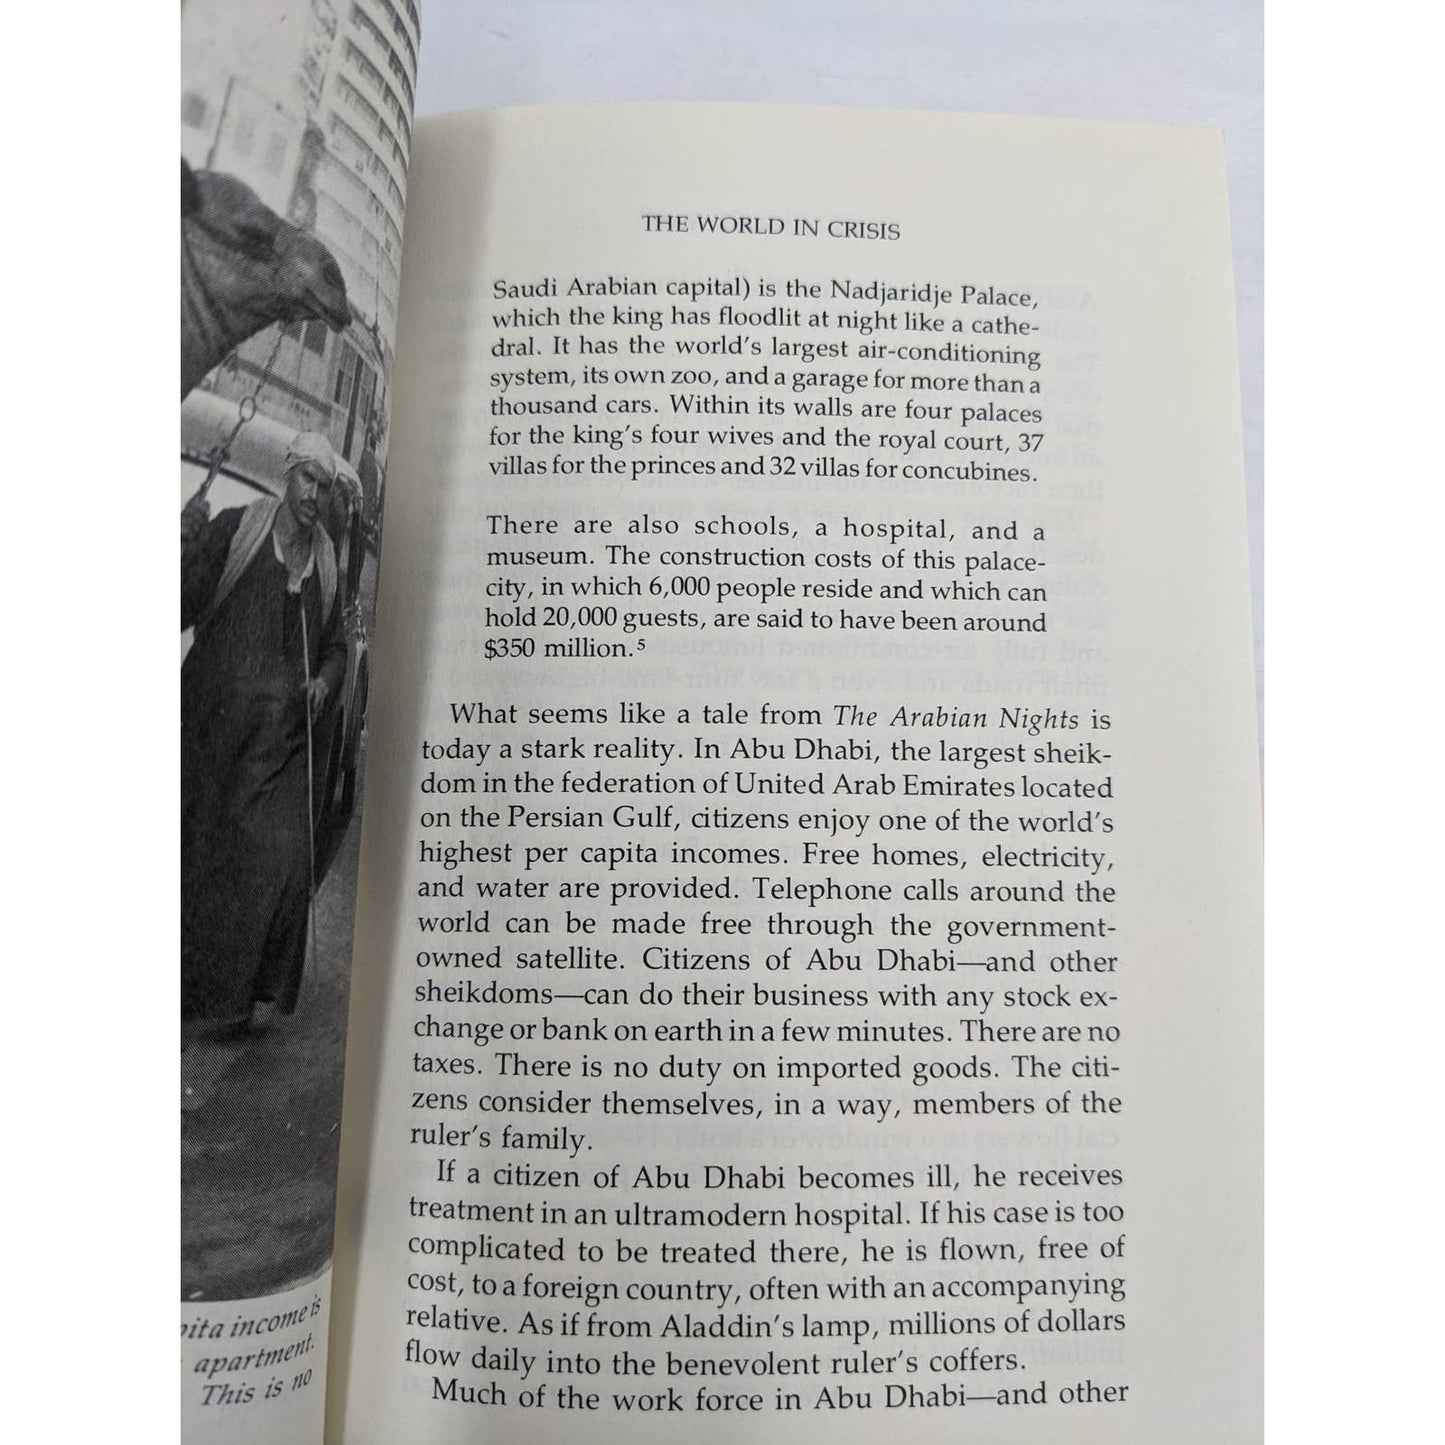 THE WORLD IN CRISIS
Saudi Arabian capital) is the Nadjaridje Palace,
which the king has floodlit at night like a cathe-
dral. It has the world's largest air-conditioning
system, its own zoo, and a garage for more than a
thousand cars. Within its walls are four palaces
for the king's four wives and the royal court, 37
villas for the princes and 32 villas for concubines.
There are also schools, a hospital, and a
museum. The construction costs of this palace-
city, in which 6,000 people reside and which can
hold 20,000 guests, are said to have been around
$350 million.⁵
What seems like a tale from The Arabian Nights is
today a stark reality. In Abu Dhabi, the largest sheik-
dom in the federation of United Arab Emirates located
on the Persian Gulf, citizens enjoy one of the world's
highest per capita incomes. Free homes, electricity,
and water are provided. Telephone calls around the
world can be made free through the government-
owned satellite. Citizens of Abu Dhabi—and other
sheikdoms—can do their business with any stock ex-
change or bank on earth in a few minutes. There are no
taxes. There is no duty on imported goods. The citi-
zens consider themselves, in a way, members of the
ruler's family.
If a citizen of Abu Dhabi becomes ill, he receives
treatment in an ultramodern hospital. If his case is too
complicated to be treated there, he is flown, free of
cost, to a foreign country, often with an accompanying
relative. As if from Aladdin's lamp, millions of dollars
flow daily into the benevolent ruler's coffers.
Much of the work force in Abu Dhabi—and other
income is
apartment.
This is no